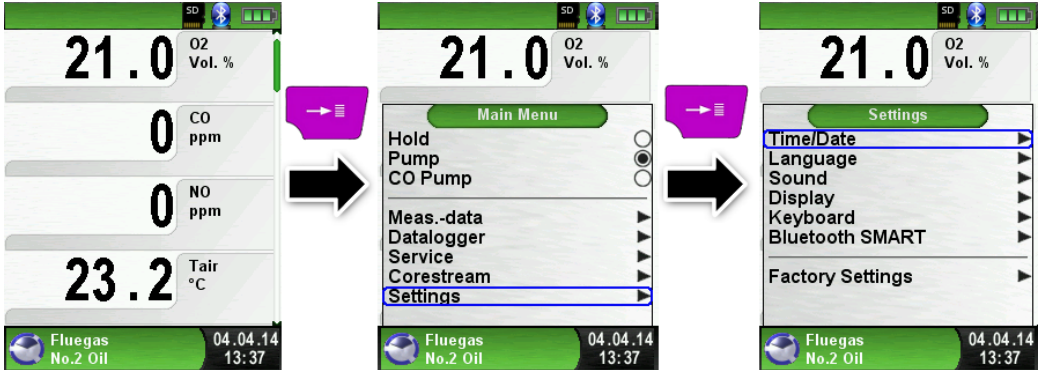 SD
21.0 O2 Vol. %
0 CO ppm
0 NO ppm
23.2 Tair °C
Fluegas 04.04.14
No.2 Oil 13:37
SD
21.0 O2 Vol. %
Main Menu
Hold
Pump
CO Pump
Meas.-data
Datalogger
Service
Corestream
Settings
Fluegas 04.04.14
No.2 Oil 13:37
SD
21.0 O2 Vol. %
Settings
Time/Date
Language
Sound
Display
Keyboard
Bluetooth SMART
Factory Settings
Fluegas 04.04.14
No.2 Oil 13:37